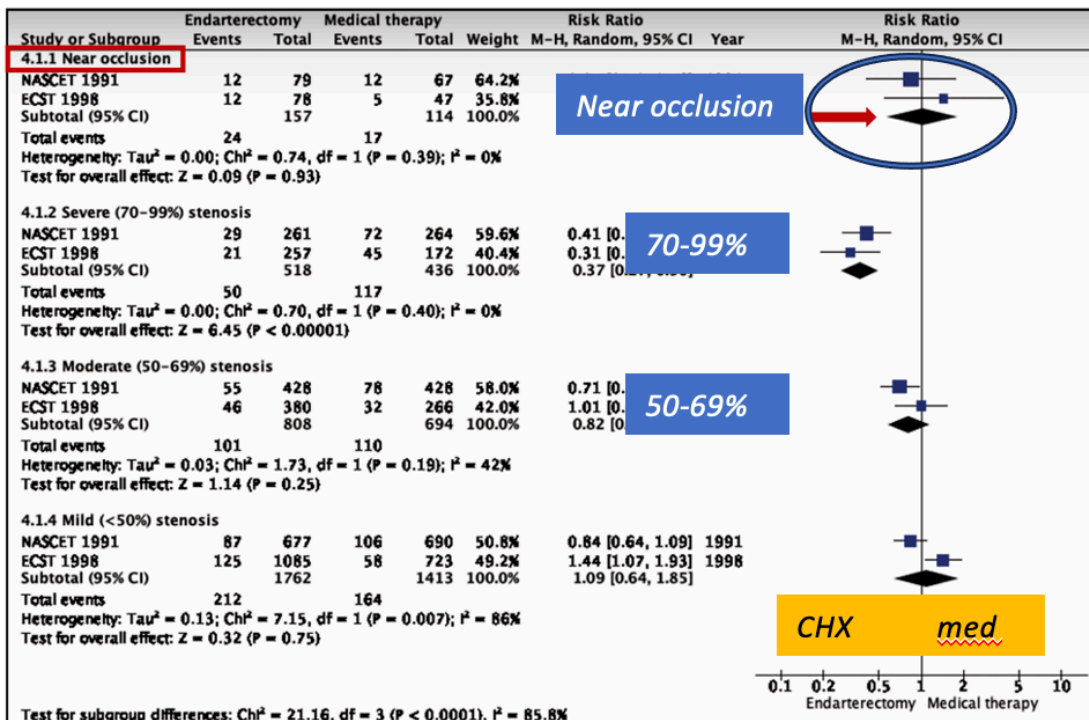 Endarterectomy Medical therapy Risk Ratio Risk Ratio
Study or Subgroup Events Total Events Total Weight M-H, Random, 95% CI Year M-H, Random, 95% CI
4.1.1 Near occlusion
NASCET 1991 12 79 12 67 64.2%
ECST 1998 12 78 5 47 35.8%
Near occlusion
Subtotal (95% CI) 157 114 100.0%
Total events 24 17
Heterogeneity: Tau² = 0.00; Chi² = 0.74, df = 1 (P = 0.39); I² = 0%
Test for overall effect: Z = 0.09 (P = 0.93)
4.1.2 Severe (70-99%) stenosis
NASCET 1991 29 261 72 264 59.6% 0.41 [0.
ECST 1998 21 257 45 172 40.4% 0.31 [0.
70-99%
Subtotal (95% CI) 518 436 100.0% 0.37
Total events 50 117
Heterogeneity: Tau² = 0.00; Chi² = 0.70, df = 1 (P = 0.40); I² = 0%
Test for overall effect: Z = 6.45 (P < 0.00001)
4.1.3 Moderate (50-69%) stenosis
NASCET 1991 55 428 78 428 58.0% 0.71 [0.
ECST 1998 46 380 32 266 42.0% 1.01 [0.
50-69%
Subtotal (95% CI) 808 694 100.0% 0.82 [0.
Total events 101 110
Heterogeneity: Tau² = 0.03; Chi² = 1.73, df = 1 (P = 0.19); I² = 42%
Test for overall effect: Z = 1.14 (P = 0.25)
4.1.4 Mild (<50%) stenosis
NASCET 1991 87 677 106 690 50.8% 0.84 [0.64, 1.09] 1991
ECST 1998 125 1085 58 723 49.2% 1.44 [1.07, 1.93] 1998
Subtotal (95% CI) 1762 1413 100.0% 1.09 [0.64, 1.85]
Total events 212 164
Heterogeneity: Tau² = 0.13; Chi² = 7.15, df = 1 (P = 0.007); I² = 86%
Test for overall effect: Z = 0.32 (P = 0.75)
CHX med
0.1 0.2 0.5 1 2 5 10
Endarterectomy Medical therapy
Test for subgroup differences: Chi² = 21.16, df = 3 (P < 0.0001), I² = 85.8%